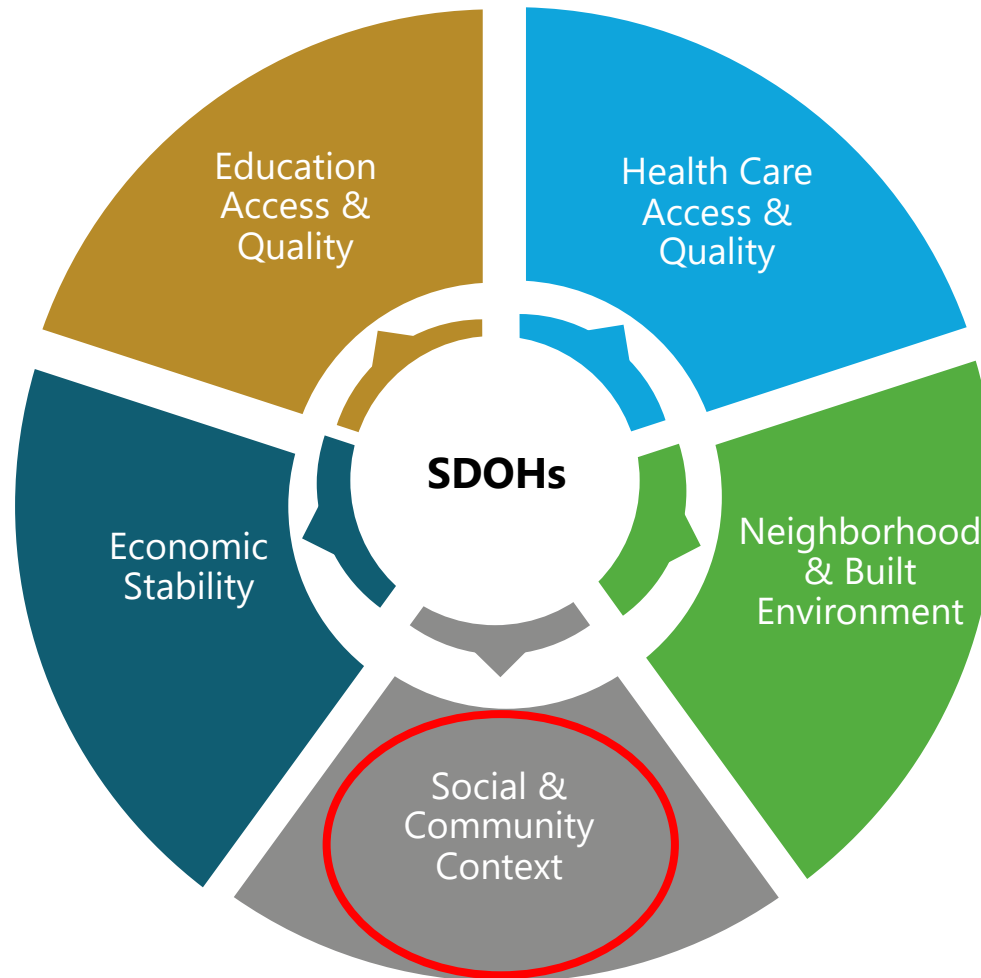 Education
Access &
Quality
Health Care
Access &
Quality
SDOHs
Economic
Stability
Neighborhood
& Built
Environment
Social &
Community
Context